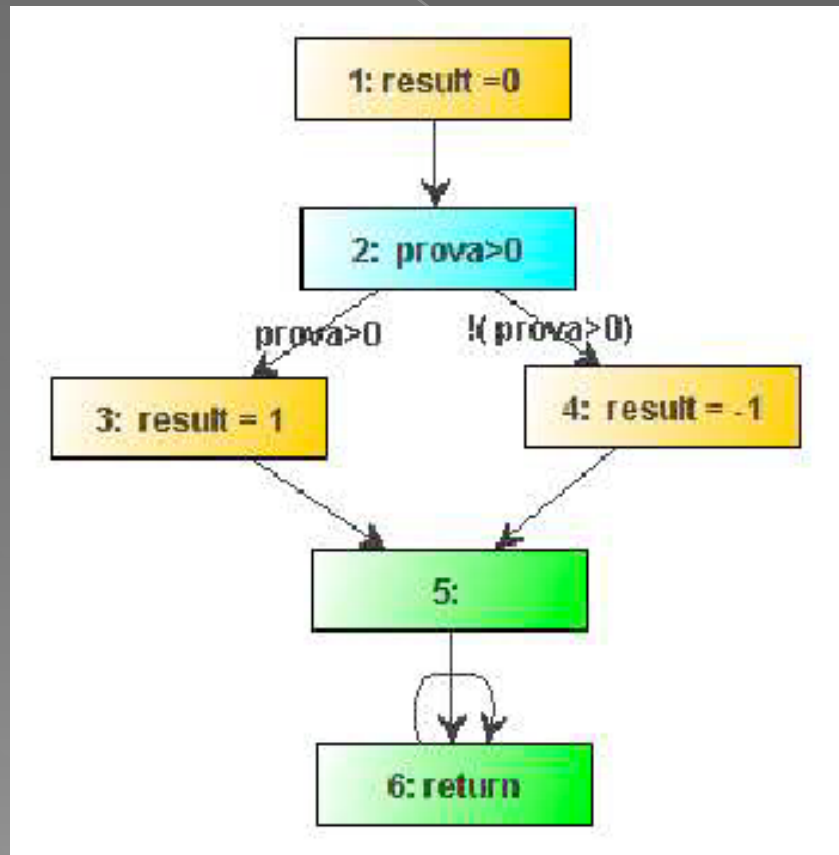 1: result =0
2: prova>0
prova>0
!( prova>0)
3: result = 1
4: result = -1
5:
6: return